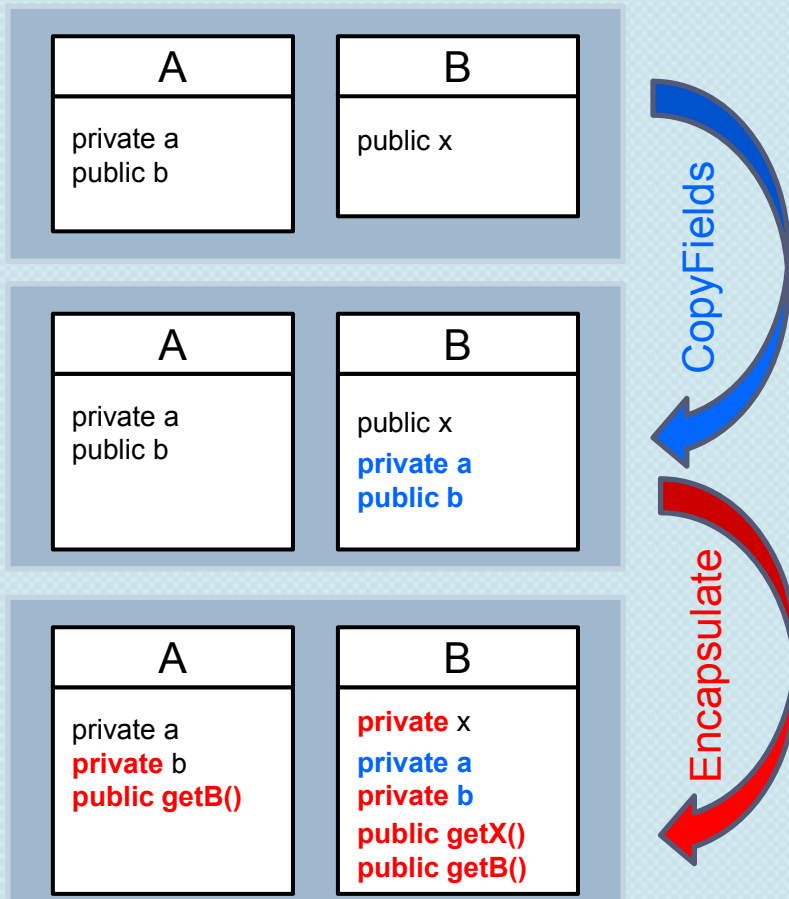 A
private a
public b
B
public x
CopyFields
A
private a
public b
B
public x
private a
public b
Encapsulate
A
private a
private b
public getB()
B
private x
private a
private b
public getX()
public getB()